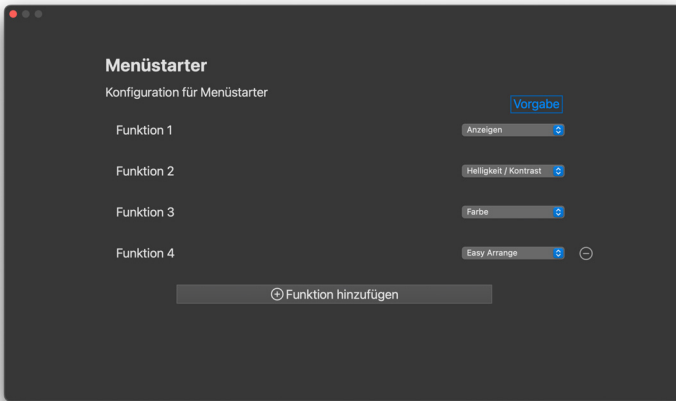 Menüstarter
Konfiguration für Menüstarter
Vorgabe
Funktion 1 Anzeigen
Funktion 2 Helligkeit / Kontrast
Funktion 3 Farbe
Funktion 4 Easy Arrange
Funktion hinzufügen